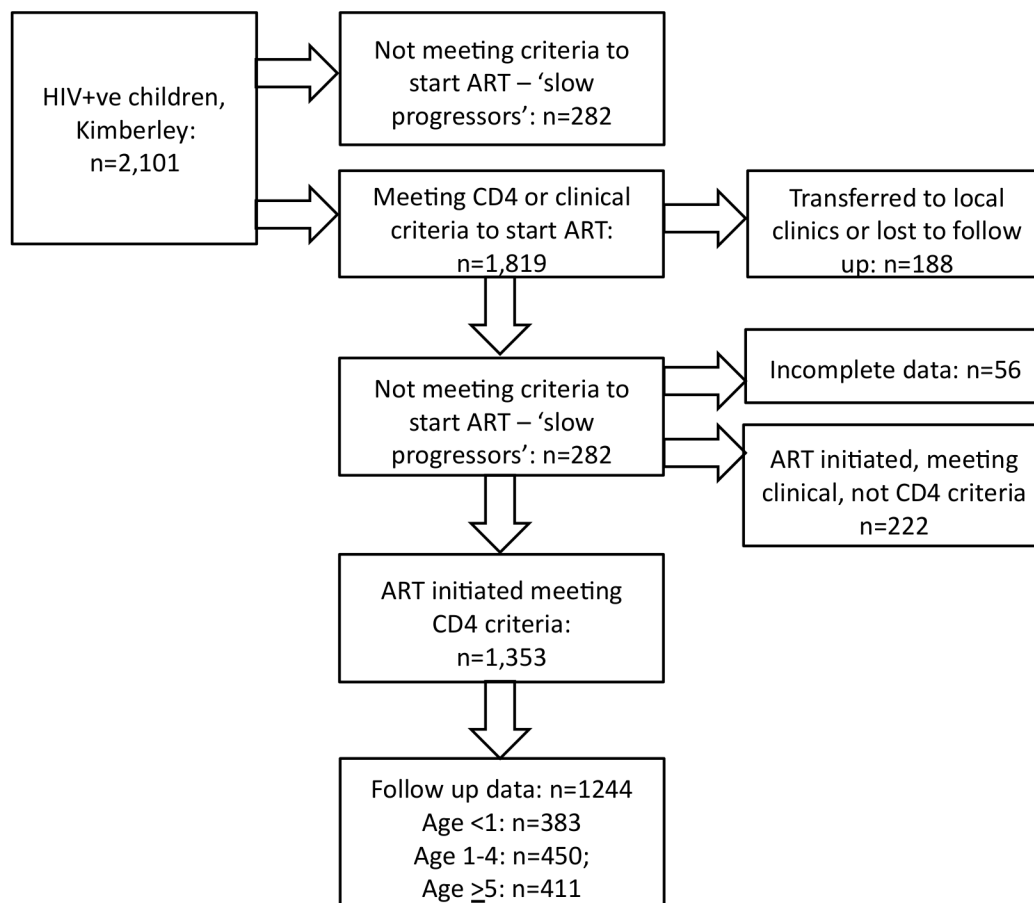 HIV+ve children,
Kimberley:
n=2,101
Not meeting criteria to
start ART – ‘slow
progressors’: n=282
Meeting CD4 or clinical
criteria to start ART:
n=1,819
Transferred to local
clinics or lost to follow
up: n=188
Not meeting criteria to
start ART – ‘slow
progressors’: n=282
Incomplete data: n=56
ART initiated, meeting
clinical, not CD4 criteria
n=222
ART initiated meeting
CD4 criteria:
n=1,353
Follow up data: n=1244
Age <1: n=383
Age 1-4: n=450;
Age ≥5: n=411